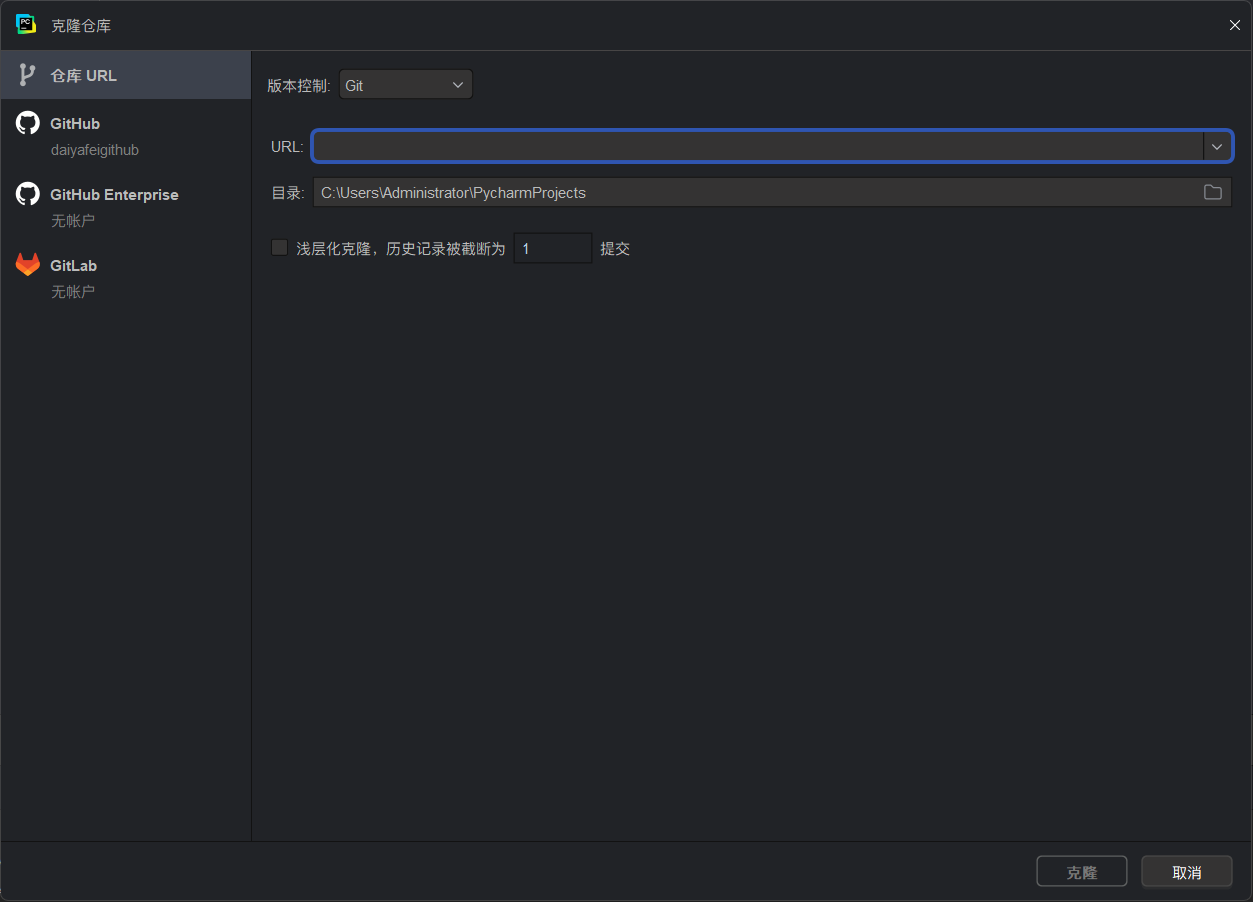 克隆仓库
仓库 URL
GitHub
daiyafeigithub
GitHub Enterprise
无帐户
GitLab
无帐户
版本控制: Git
URL:
目录: C:\Users\Administrator\PycharmProjects
浅层化克隆，历史记录被截断为 1 提交
克隆 取消